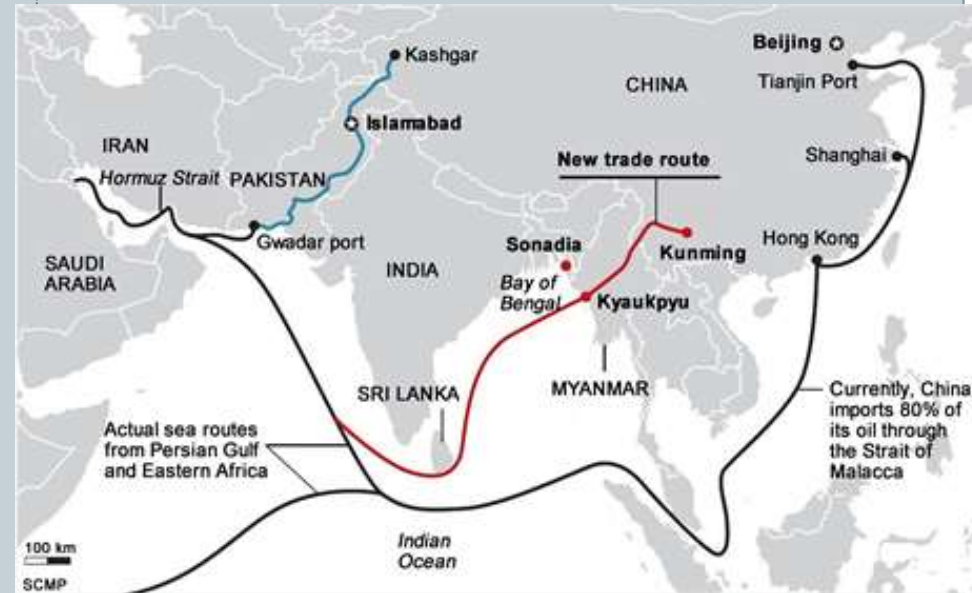 Kashgar
Beijing
Tianjin Port
CHINA
Islamabad
IRAN
Hormuz Strait
PAKISTAN
New trade route
Shanghai
Gwadar port
SAUDI
ARABIA
INDIA
Sonadia
Bay of
Bengal
Kunming
Hong Kong
Kyaukpyu
SRI LANKA
MYANMAR
Currently, China
imports 80% of
its oil through
the Strait of
Malacca
Actual sea routes
from Persian Gulf
and Eastern Africa
Indian
Ocean
100 km
SCMP